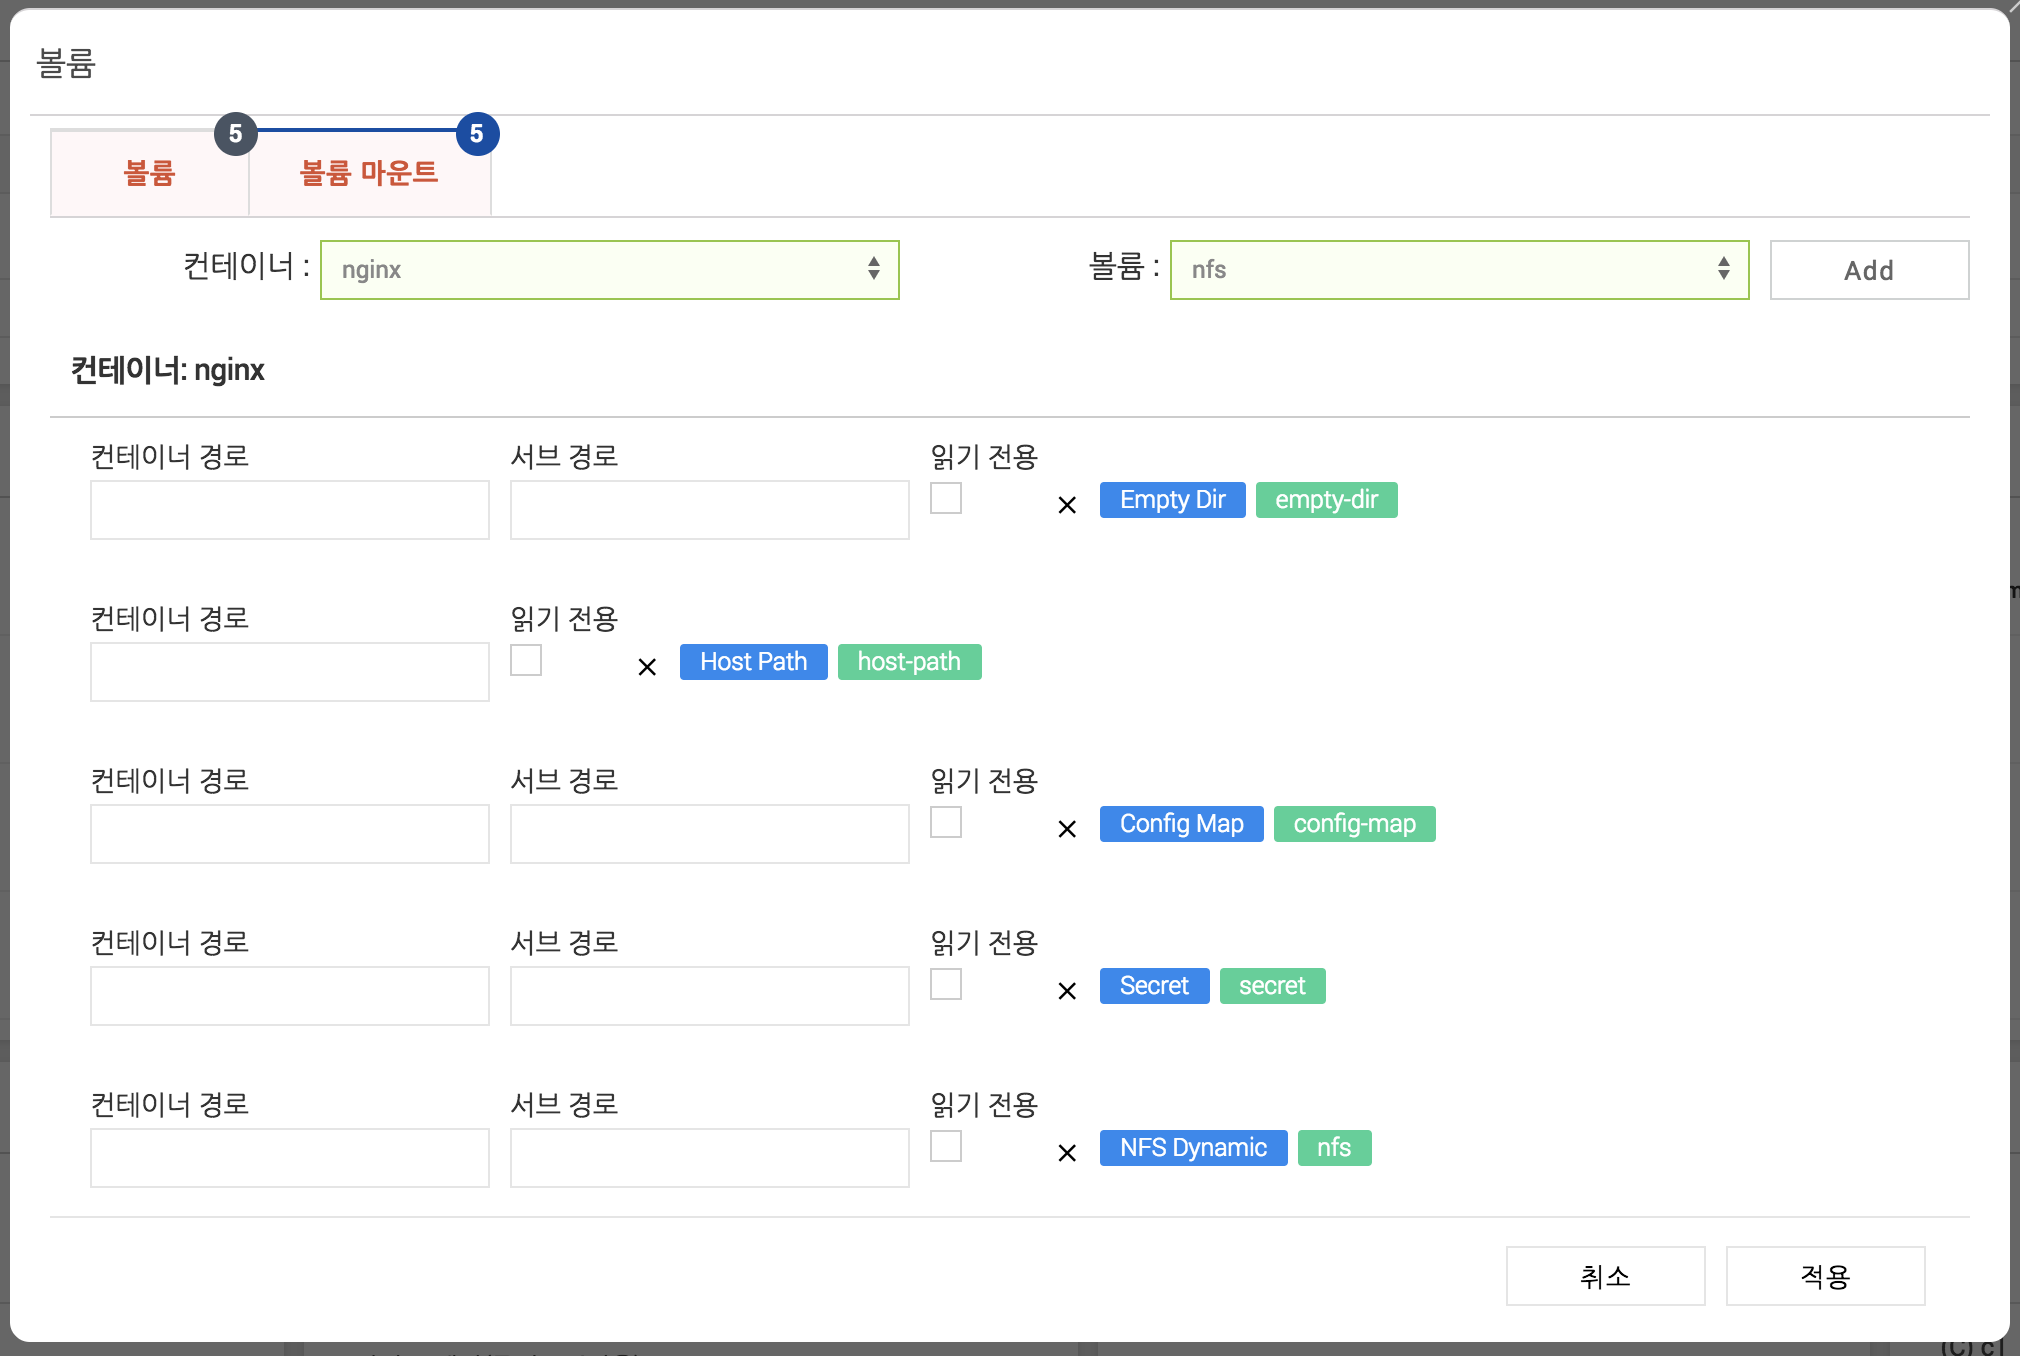 볼륨
5 5
볼륨 볼륨 마운트
컨테이너 : nginx 볼륨 : nfs Add
컨테이너: nginx
컨테이너 경로 서브 경로 읽기 전용
× Empty Dir empty-dir
컨테이너 경로 읽기 전용
× Host Path host-path
컨테이너 경로 서브 경로 읽기 전용
× Config Map config-map
컨테이너 경로 서브 경로 읽기 전용
× Secret secret
컨테이너 경로 서브 경로 읽기 전용
× NFS Dynamic nfs
취소 적용